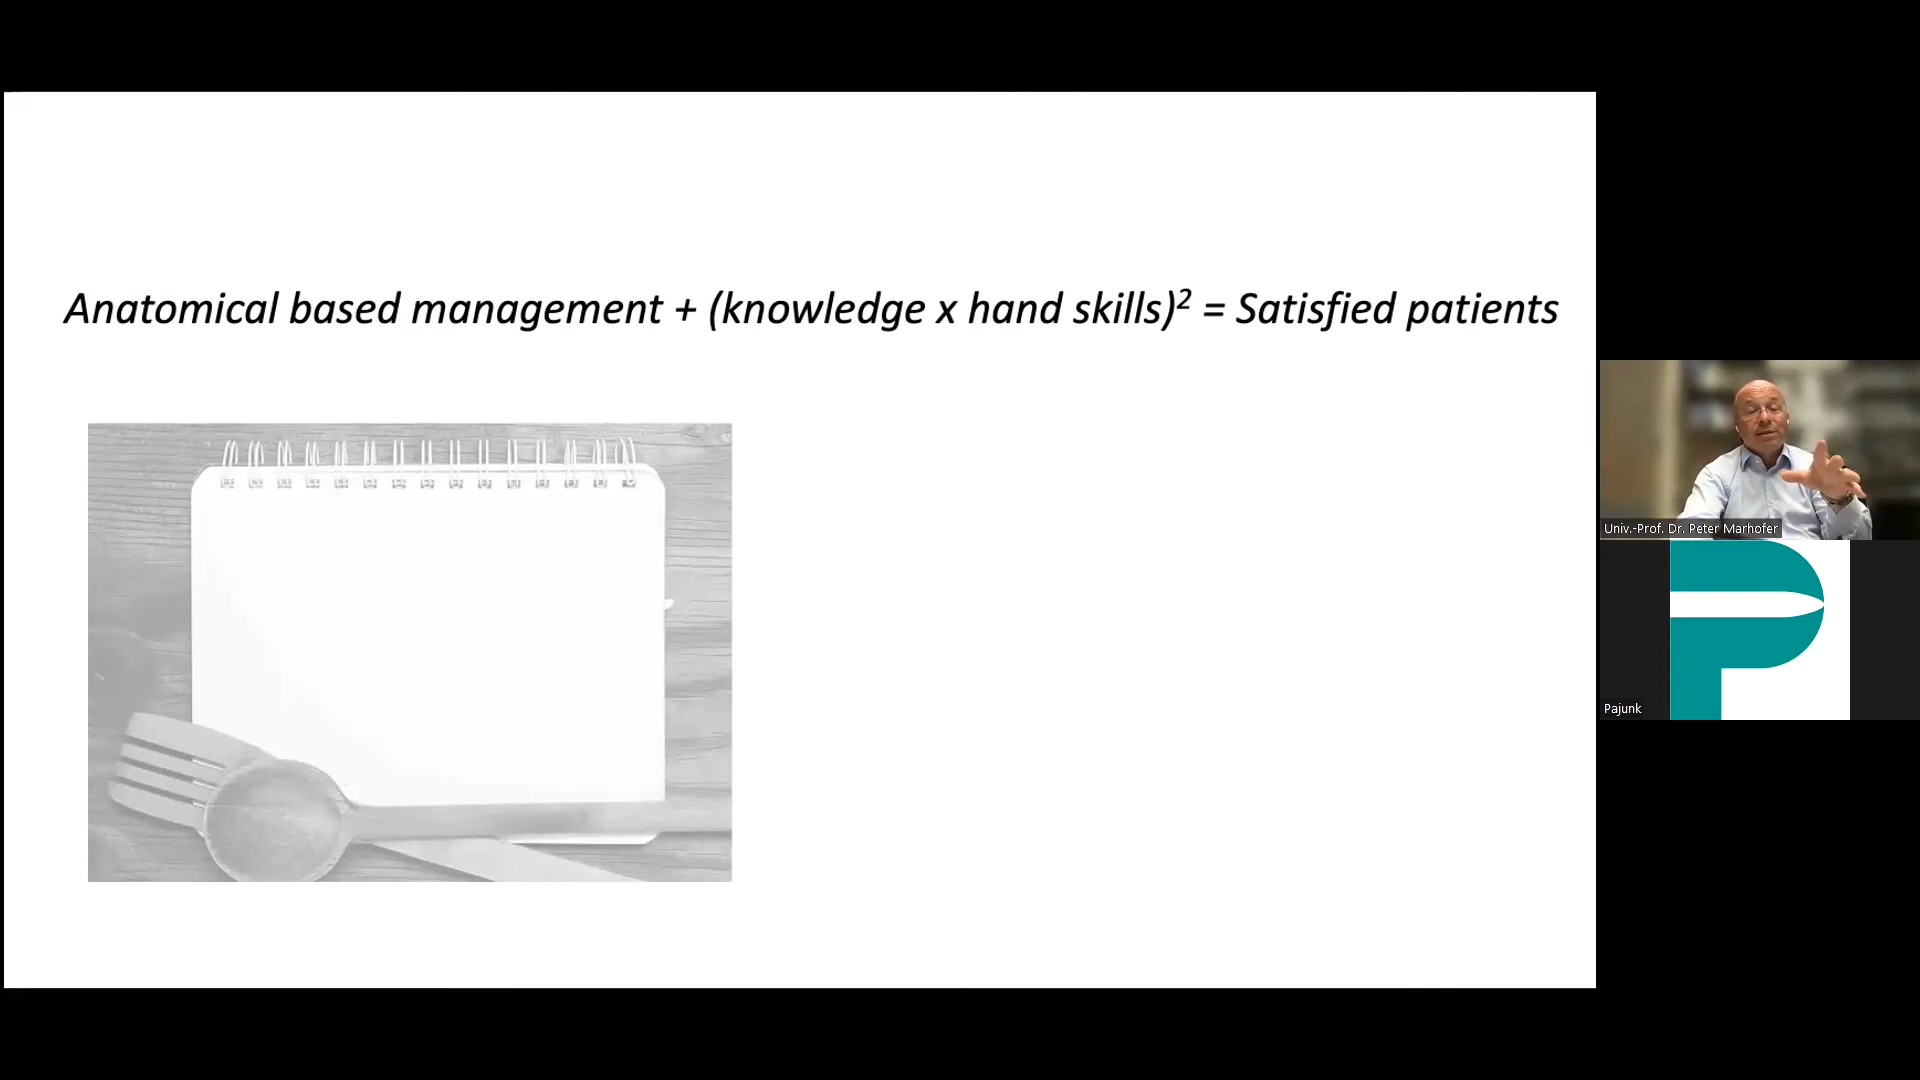 Anatomical based management + (knowledge x hand skills)² = Satisfied patients
Univ.-Prof. Dr. Peter Marhofer
Pajunk